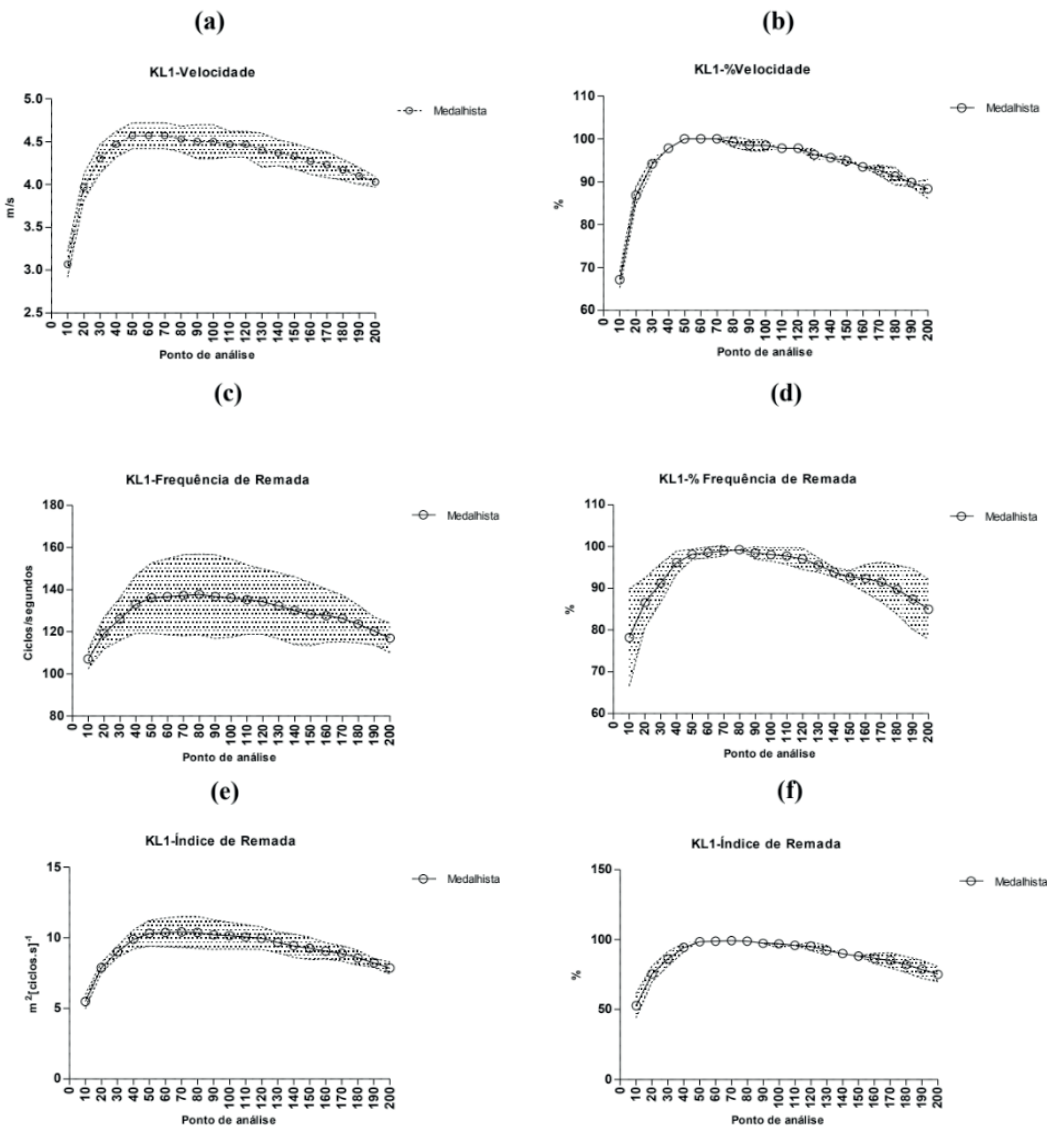 (a)
(b)
KL1-Velocidade
KL1-%Velocidade
5.0
4.5
4.0
3.5
3.0
2.5
m/s
Medalhista
0 10 20 30 40 50 60 70 80 90 100 110 120 130 140 150 160 170 180 190 200
Ponto de análise
110
100
90
80
70
60
%
Medalhista
0 10 20 30 40 50 60 70 80 90 100 110 120 130 140 150 160 170 180 190 200
Ponto de análise
(c)
(d)
KL1-Frequência de Remada
KL1-% Frequência de Remada
180
160
140
120
100
80
Ciclos/segundos
Medalhista
0 10 20 30 40 50 60 70 80 90 100 110 120 130 140 150 160 170 180 190 200
Ponto de análise
110
100
90
80
70
60
%
Medalhista
0 10 20 30 40 50 60 70 80 90 100 110 120 130 140 150 160 170 180 190 200
Ponto de análise
(e)
(f)
KL1-Índice de Remada
KL1-Índice de Remada
15
10
5
0
m²[ciclos.s]⁻¹
Medalhista
0 10 20 30 40 50 60 70 80 90 100 110 120 130 140 150 160 170 180 190 200
Ponto de análise
150
100
50
0
%
Medalhista
0 10 20 30 40 50 60 70 80 90 100 110 120 130 140 150 160 170 180 190 200
Ponto de análise